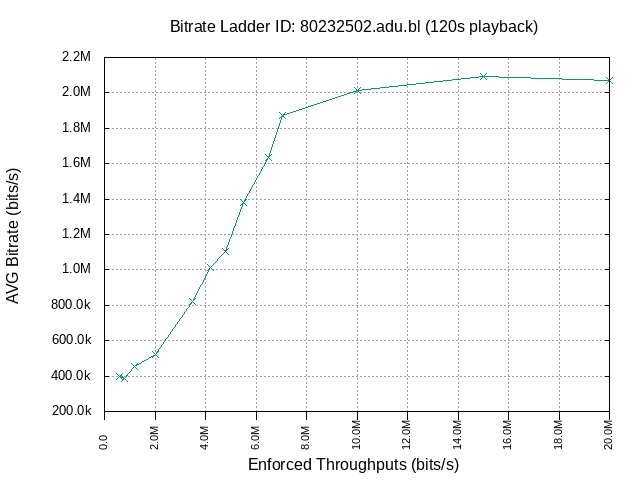 Bitrate Ladder ID: 80232502.adu.bl (120s playback)
2.2M
2.0M
1.8M
1.6M
1.4M
1.2M
1.0M
800.0k
600.0k
400.0k
200.0k
AVG Bitrate (bits/s)
0.0
2.0M
4.0M
6.0M
8.0M
10.0M
12.0M
14.0M
16.0M
18.0M
20.0M
Enforced Throughputs (bits/s)